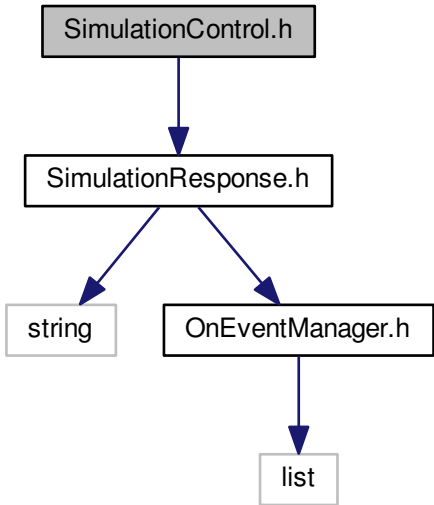 SimulationControl.h
SimulationResponse.h
string
OnEventManager.h
list